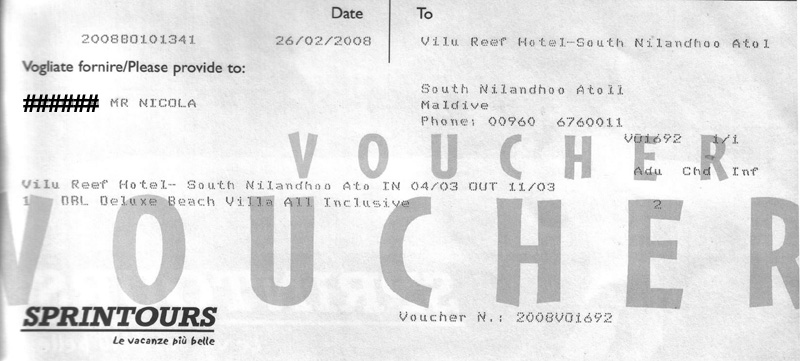 Date To
2008B0101341 26/02/2008 Vilu Reef Hotel-South Nilandhoo Atol
Vogliate fornire/Please provide to:
South Nilandhoo Atoll
###### MR NICOLA Maldive
Phone: 00960 6760011
V01692 1/1
VOUCHER
Adu Chd Inf
Vilu Reef Hotel- South Nilandhoo Ato IN 04/03 OUT 11/03
1 DBL Deluxe Beach Villa All Inclusive 2
VOUCHER
SPRINTOURS
Le vacanze più belle
Voucher N.: 2008V01692